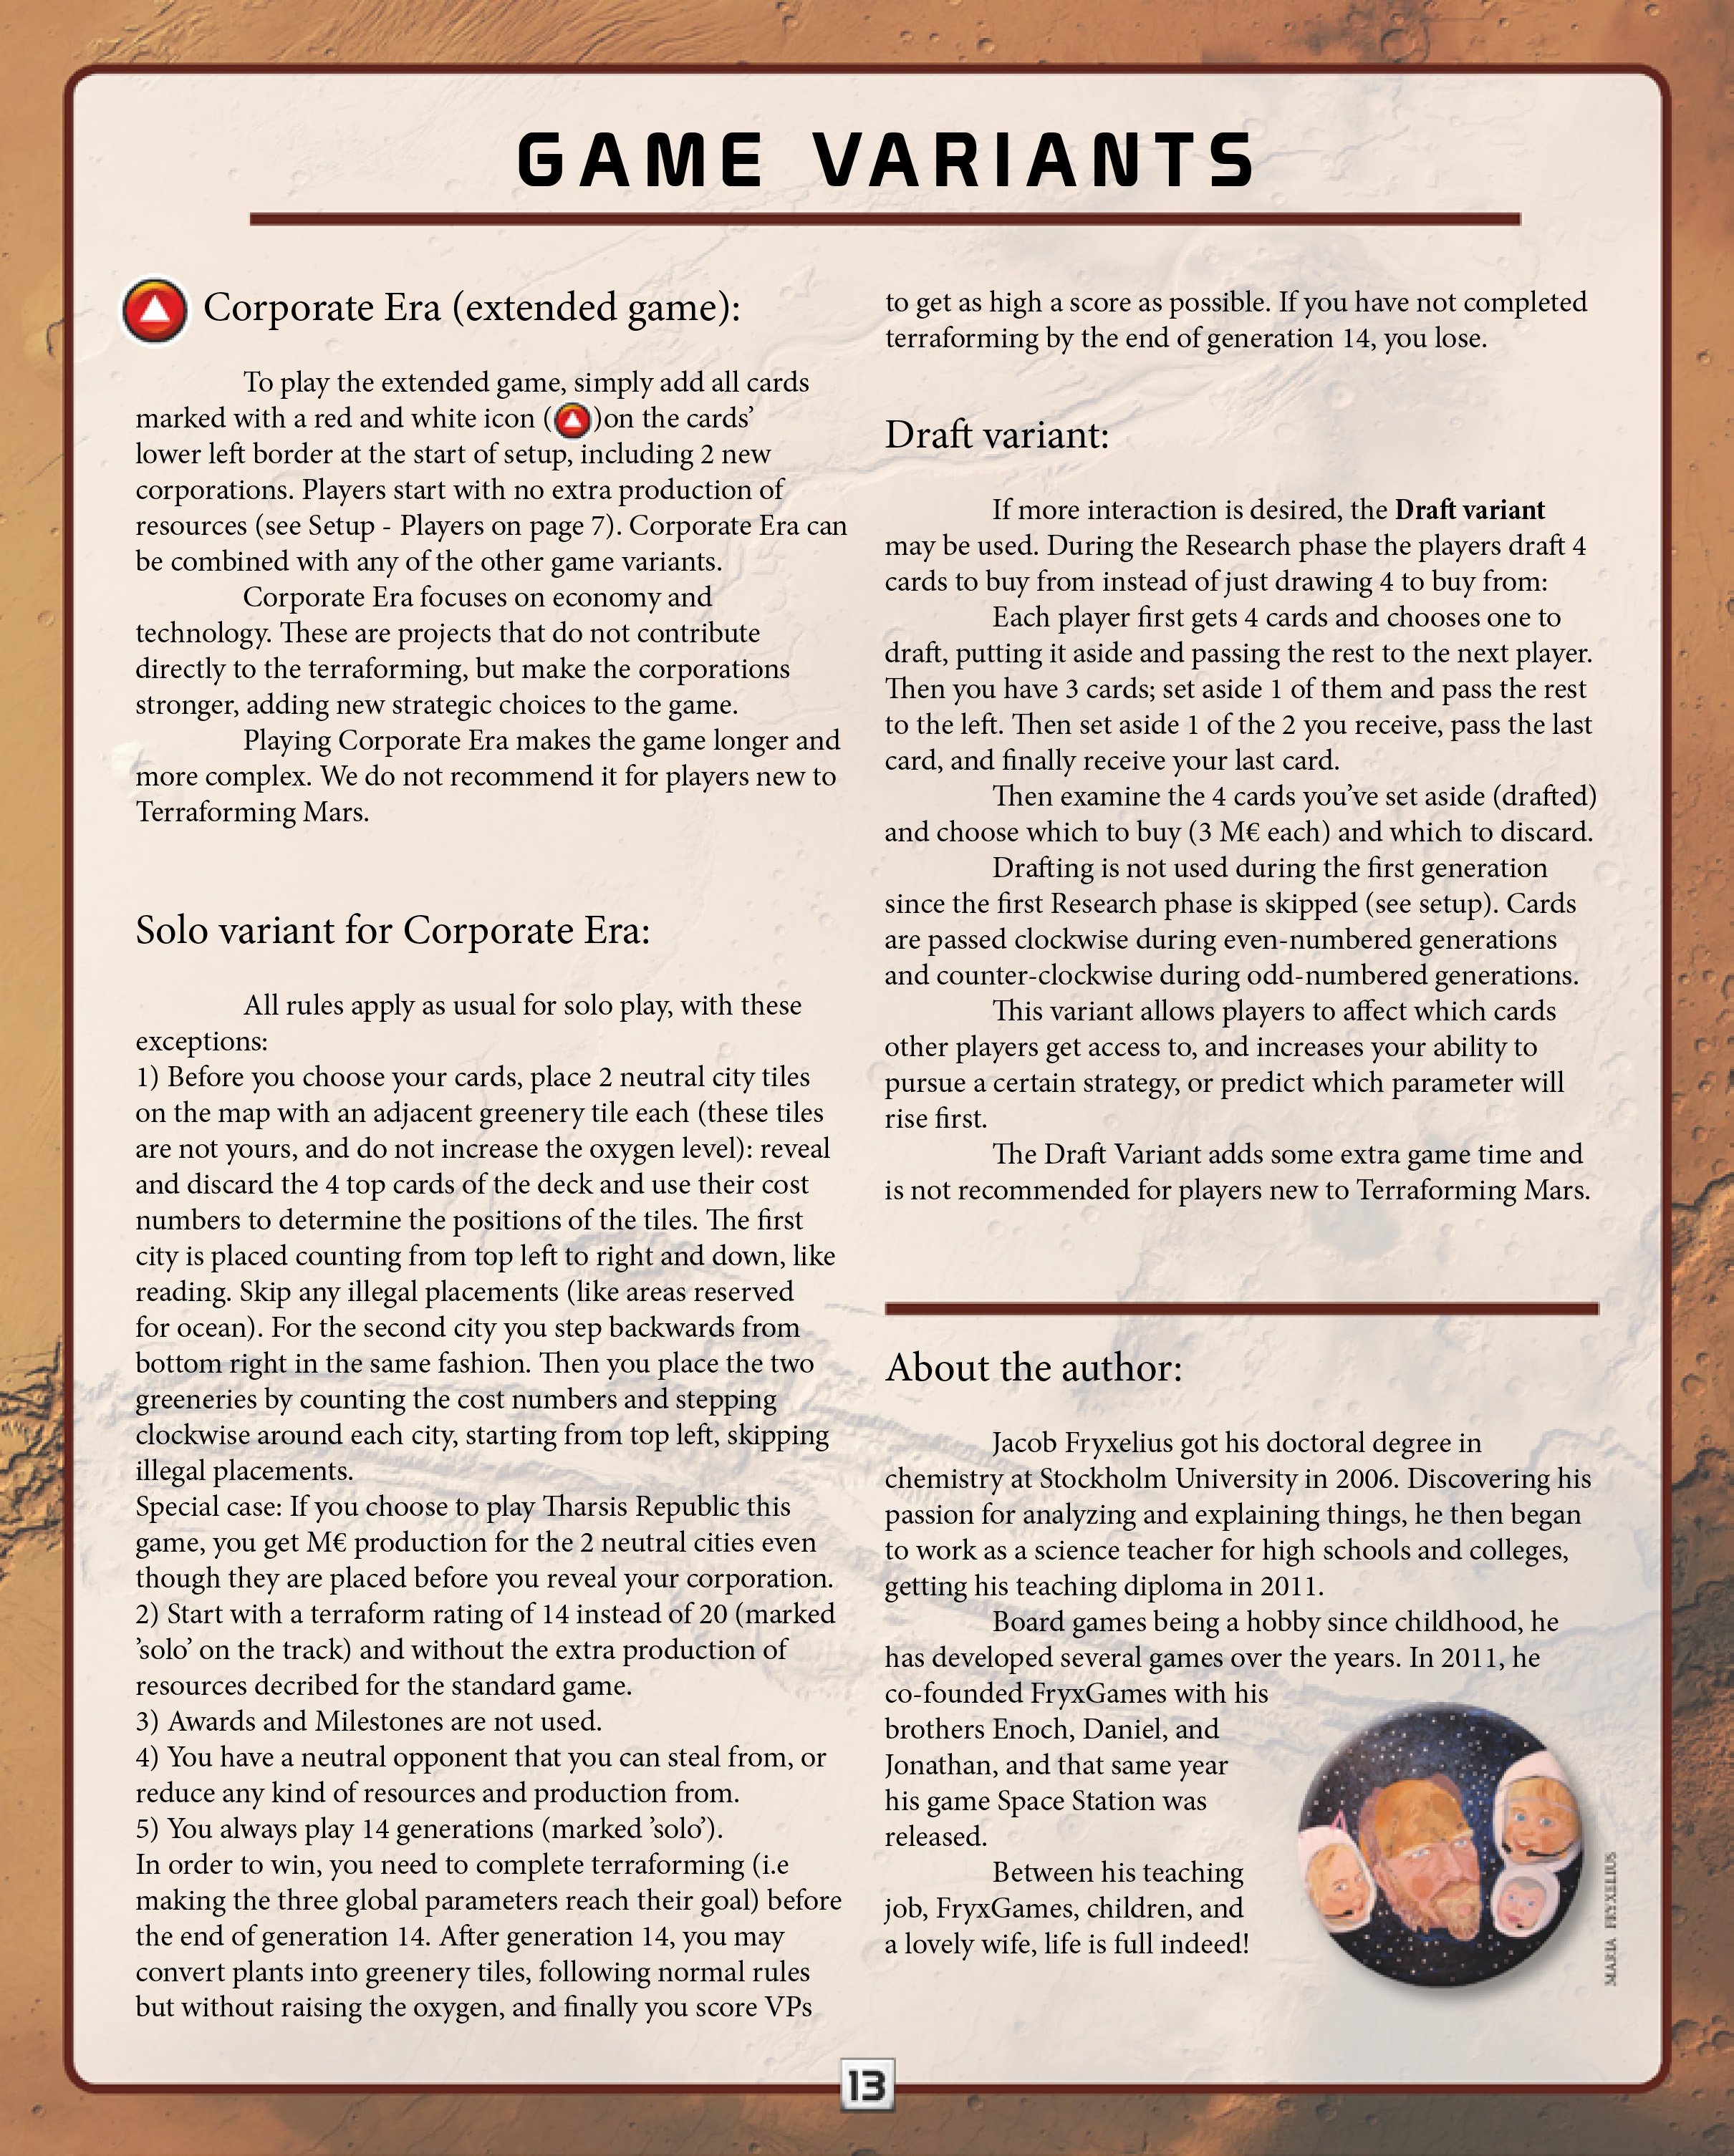 GAME VARIANTS
Corporate Era (extended game):
To play the extended game, simply add all cards
marked with a red and white icon ( )on the cards’
lower left border at the start of setup, including 2 new
corporations. Players start with no extra production of
resources (see Setup - Players on page 7). Corporate Era can
be combined with any of the other game variants.
Corporate Era focuses on economy and
technology. These are projects that do not contribute
directly to the terraforming, but make the corporations
stronger, adding new strategic choices to the game.
Playing Corporate Era makes the game longer and
more complex. We do not recommend it for players new to
Terraforming Mars.
Solo variant for Corporate Era:
All rules apply as usual for solo play, with these
exceptions:
1) Before you choose your cards, place 2 neutral city tiles
on the map with an adjacent greenery tile each (these tiles
are not yours, and do not increase the oxygen level): reveal
and discard the 4 top cards of the deck and use their cost
numbers to determine the positions of the tiles. The first
city is placed counting from top left to right and down, like
reading. Skip any illegal placements (like areas reserved
for ocean). For the second city you step backwards from
bottom right in the same fashion. Then you place the two
greeneries by counting the cost numbers and stepping
clockwise around each city, starting from top left, skipping
illegal placements.
Special case: If you choose to play Tharsis Republic this
game, you get M€ production for the 2 neutral cities even
though they are placed before you reveal your corporation.
2) Start with a terraform rating of 14 instead of 20 (marked
’solo’ on the track) and without the extra production of
resources decribed for the standard game.
3) Awards and Milestones are not used.
4) You have a neutral opponent that you can steal from, or
reduce any kind of resources and production from.
5) You always play 14 generations (marked ’solo’).
In order to win, you need to complete terraforming (i.e
making the three global parameters reach their goal) before
the end of generation 14. After generation 14, you may
convert plants into greenery tiles, following normal rules
but without raising the oxygen, and finally you score VPs
to get as high a score as possible. If you have not completed
terraforming by the end of generation 14, you lose.
Draft variant:
If more interaction is desired, the Draft variant
may be used. During the Research phase the players draft 4
cards to buy from instead of just drawing 4 to buy from:
Each player first gets 4 cards and chooses one to
draft, putting it aside and passing the rest to the next player.
Then you have 3 cards; set aside 1 of them and pass the rest
to the left. Then set aside 1 of the 2 you receive, pass the last
card, and finally receive your last card.
Then examine the 4 cards you’ve set aside (drafted)
and choose which to buy (3 M€ each) and which to discard.
Drafting is not used during the first generation
since the first Research phase is skipped (see setup). Cards
are passed clockwise during even-numbered generations
and counter-clockwise during odd-numbered generations.
This variant allows players to affect which cards
other players get access to, and increases your ability to
pursue a certain strategy, or predict which parameter will
rise first.
The Draft Variant adds some extra game time and
is not recommended for players new to Terraforming Mars.
About the author:
Jacob Fryxelius got his doctoral degree in
chemistry at Stockholm University in 2006. Discovering his
passion for analyzing and explaining things, he then began
to work as a science teacher for high schools and colleges,
getting his teaching diploma in 2011.
Board games being a hobby since childhood, he
has developed several games over the years. In 2011, he
co-founded FryxGames with his
brothers Enoch, Daniel, and
Jonathan, and that same year
his game Space Station was
released.
Between his teaching
job, FryxGames, children, and
a lovely wife, life is full indeed!
MARIA FRYXELIUS
13